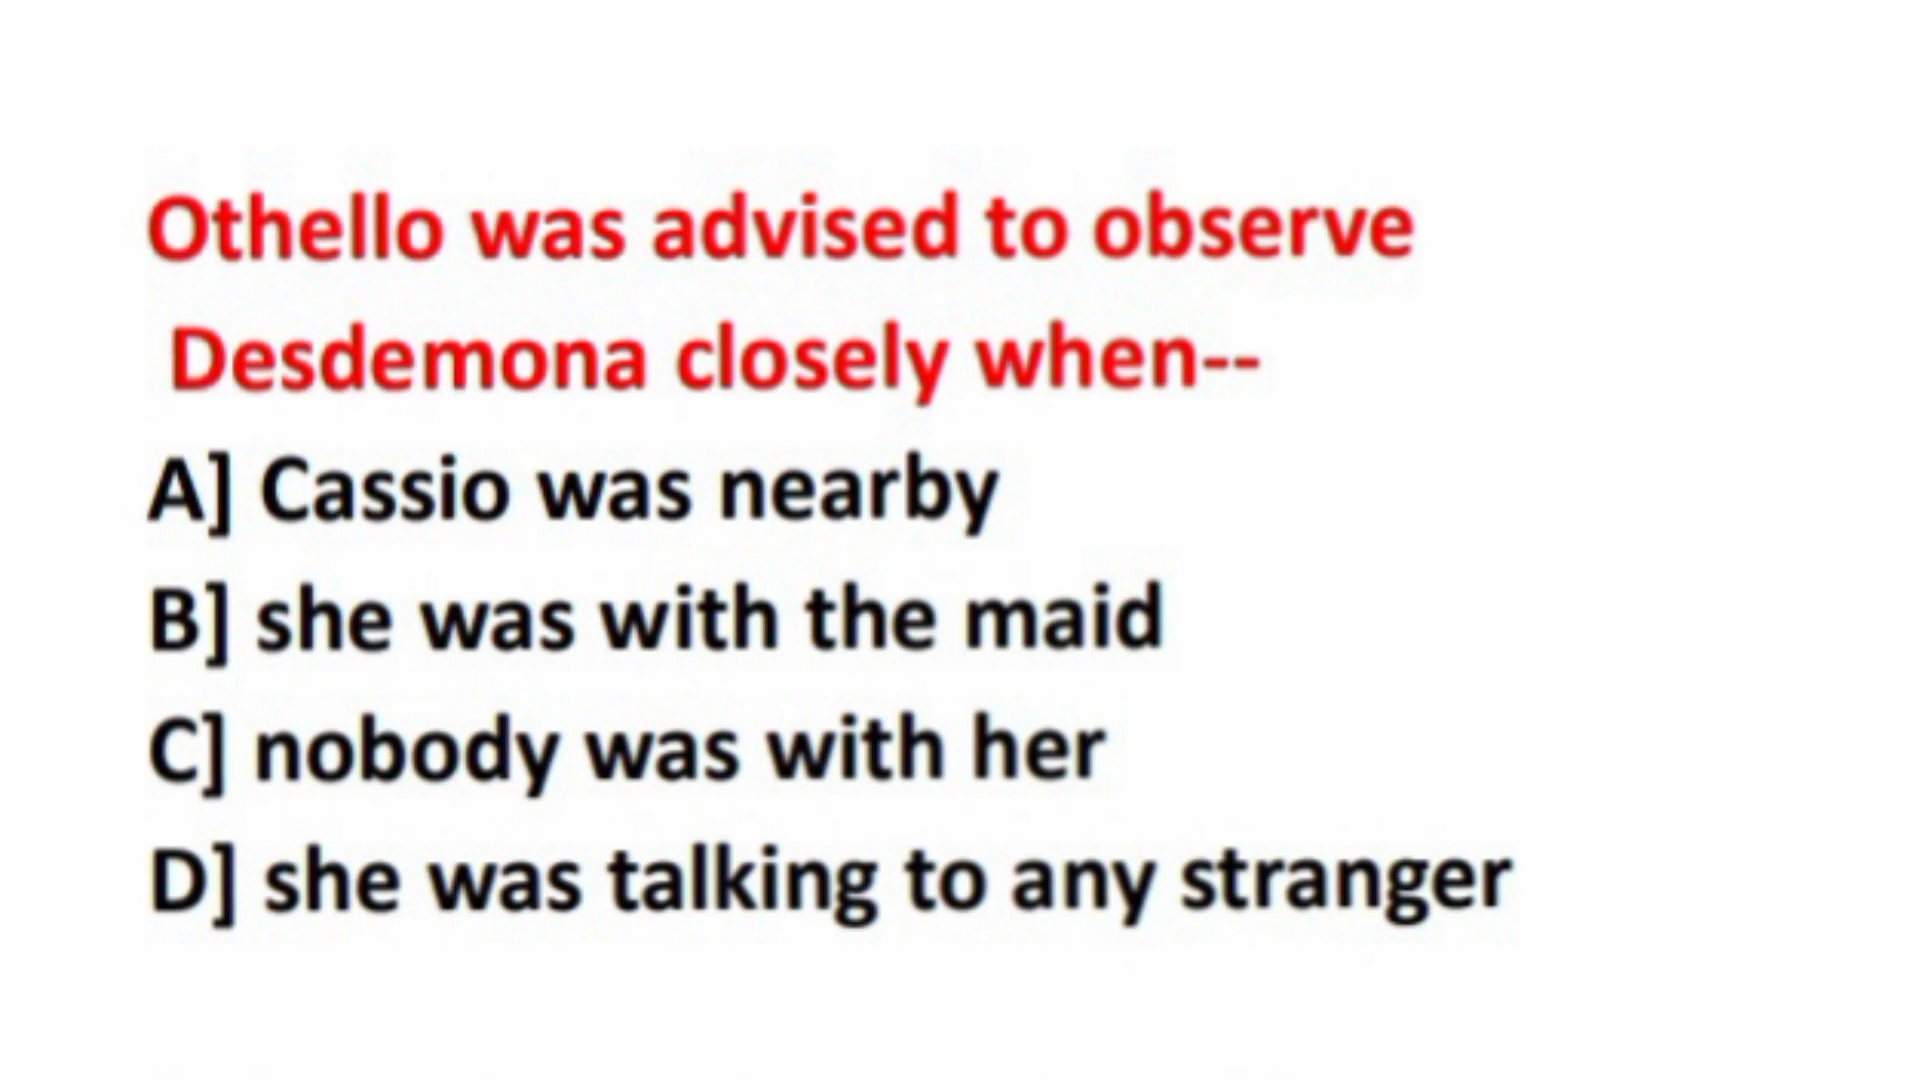 Othello was advised to observe
Desdemona closely when--
A] Cassio was nearby
B] she was with the maid
C] nobody was with her
D] she was talking to any stranger